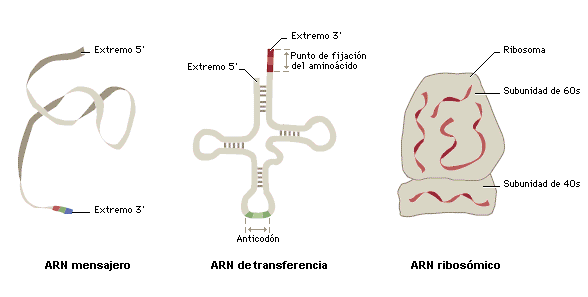 Extremo 5'
Extremo 3'
ARN mensajero
Extremo 3'
Punto de fijación
del aminoácido
Extremo 5'
Anticodón
ARN de transferencia
Ribosoma
Subunidad de 60s
Subunidad de 40s
ARN ribosómico